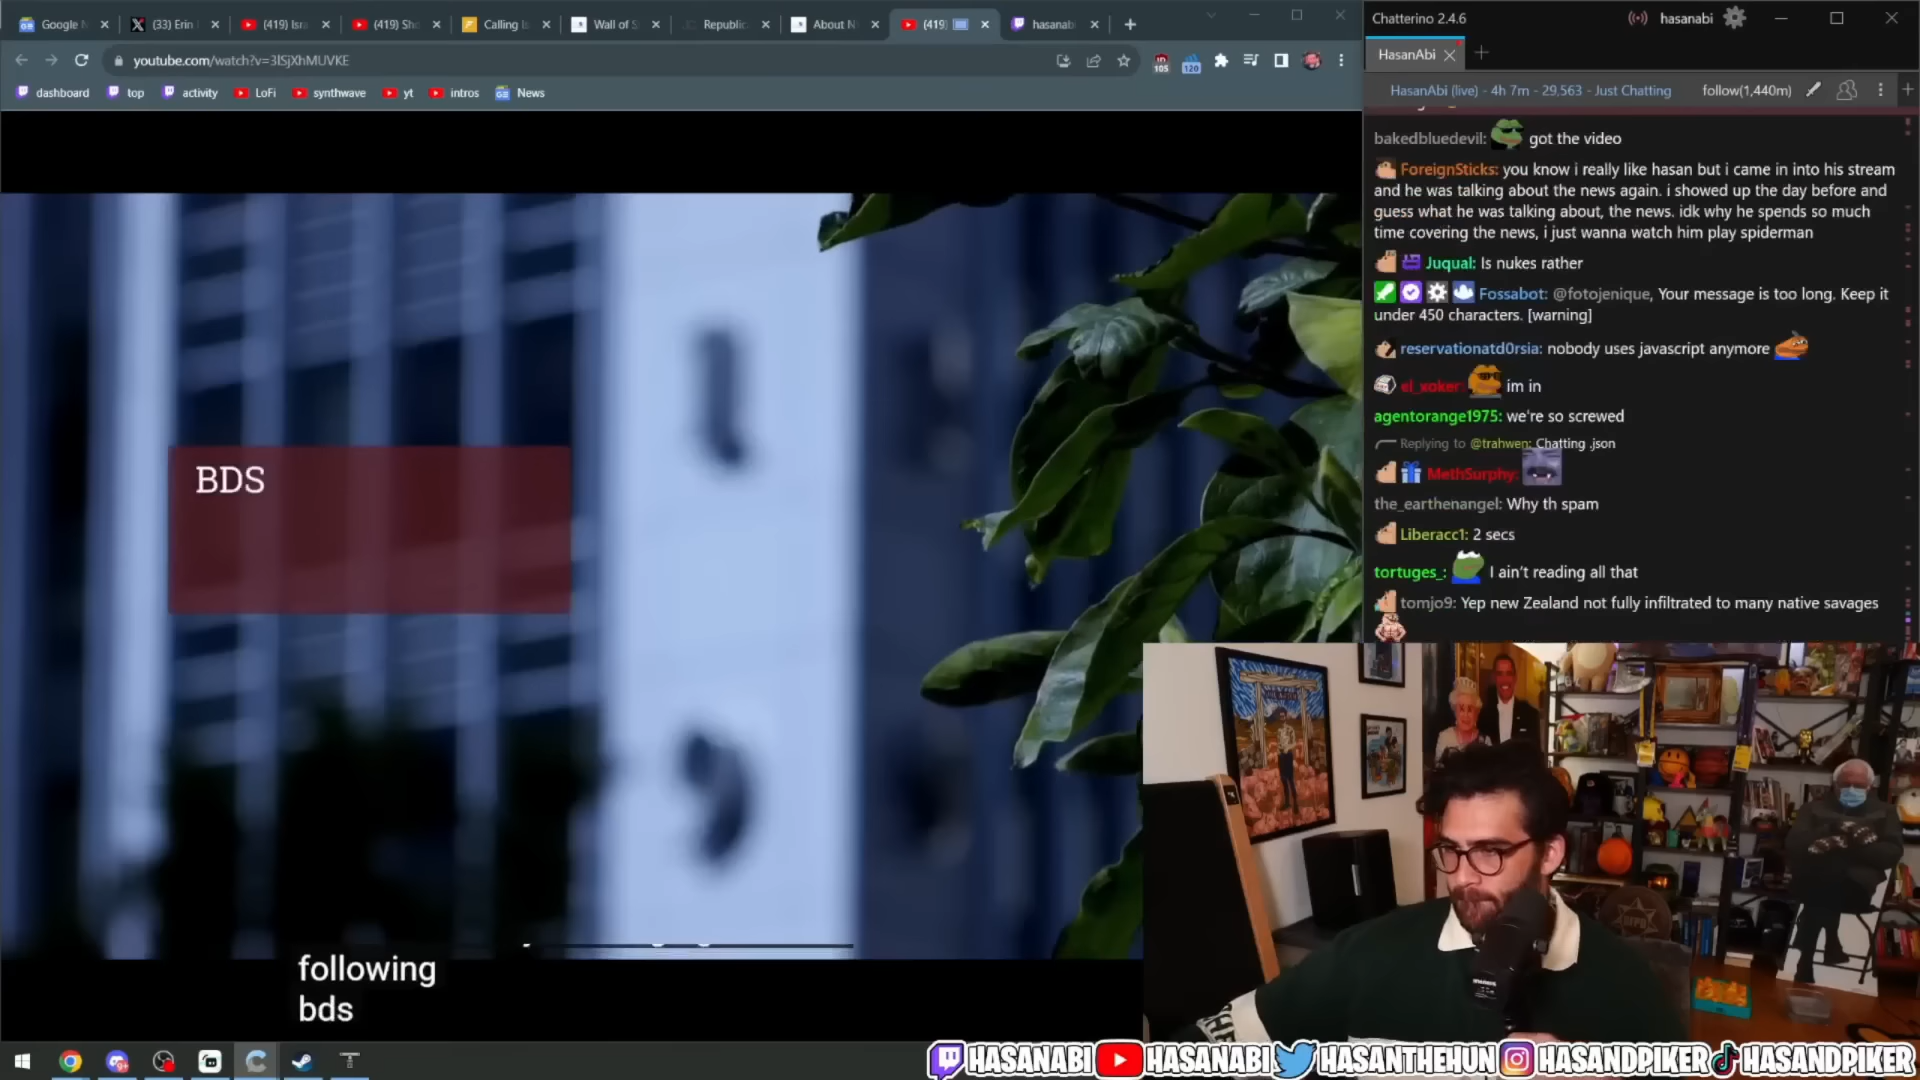 Google N
(33) Erin
(419) Isra
(419) Sho
Calling Is
Wall of S
Republic
About N
(419)
hasanabi
youtube.com/watch?v=3lSjXhMUVKE
105
120
dashboard
top
activity
LoFi
synthwave
yt
intros
News
BDS
following
bds
Chatterino 2.4.6
hasanabi
HasanAbi
HasanAbi (live) - 4h 7m - 29,563 - Just Chatting
follow(1,440m)
bakedbluedevil: got the video
ForeignSticks: you know i really like hasan but i came in into his stream
and he was talking about the news again. i showed up the day before and
guess what he was talking about, the news. idk why he spends so much
time covering the news, i just wanna watch him play spiderman
Juqual: Is nukes rather
Fossabot: @fotojenique, Your message is too long. Keep it
under 450 characters. [warning]
reservationatd0rsia: nobody uses javascript anymore
el_xoker: im in
agentorange1975: we're so screwed
Replying to @trahwen: Chatting .json
MethSurphy:
the_earthenangel: Why th spam
Liberacc1: 2 secs
tortuges_: I ain't reading all that
tomjo9: Yep new Zealand not fully infiltrated to many native savages
HASANABI HASANABI HASANTHEHUN HASANDPIKER HASANDPIKER